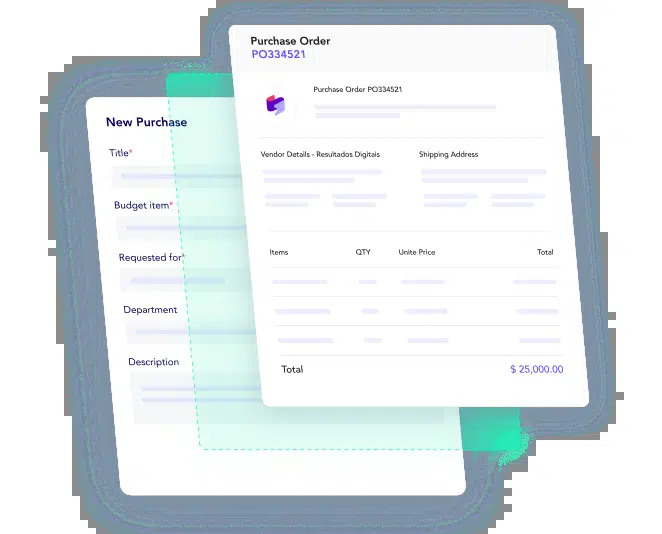 Purchase Order
PO334521
Purchase Order PO334521
Vendor Details - Resultados Digitais
Shipping Address
Items QTY Unite Price Total
Total $ 25,000.00
New Purchase
Title*
Budget item*
Requested for*
Department
Description